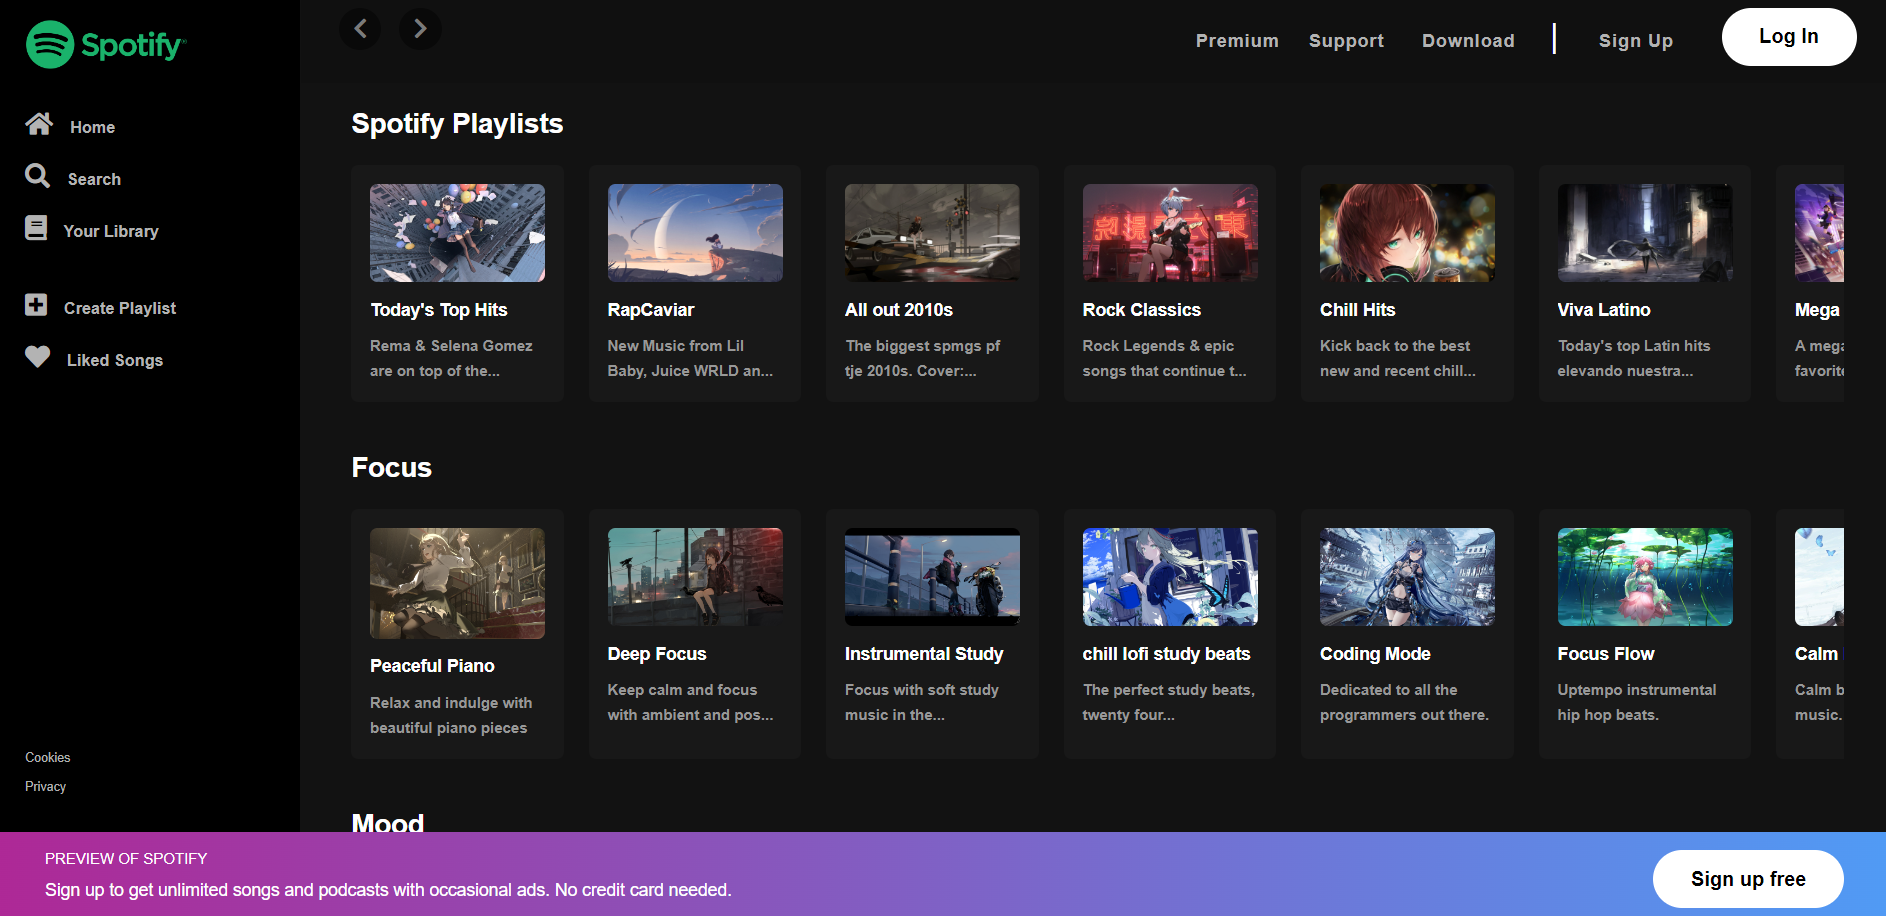 Spotify
Home
Search
Your Library
Create Playlist
Liked Songs
Cookies
Privacy
Premium
Support
Download
Sign Up
Log In
Spotify Playlists
Today's Top Hits
Rema & Selena Gomez
are on top of the...
RapCaviar
New Music from Lil
Baby, Juice WRLD an...
All out 2010s
The biggest spmgs pf
tje 2010s. Cover:...
Rock Classics
Rock Legends & epic
songs that continue t...
Chill Hits
Kick back to the best
new and recent chill...
Viva Latino
Today's top Latin hits
elevando nuestra...
Mega
A mega
favorite
Focus
Peaceful Piano
Relax and indulge with
beautiful piano pieces
Deep Focus
Keep calm and focus
with ambient and pos...
Instrumental Study
Focus with soft study
music in the...
chill lofi study beats
The perfect study beats,
twenty four...
Coding Mode
Dedicated to all the
programmers out there.
Focus Flow
Uptempo instrumental
hip hop beats.
Calm
Calm b
music.
Mood
PREVIEW OF SPOTIFY
Sign up to get unlimited songs and podcasts with occasional ads. No credit card needed.
Sign up free